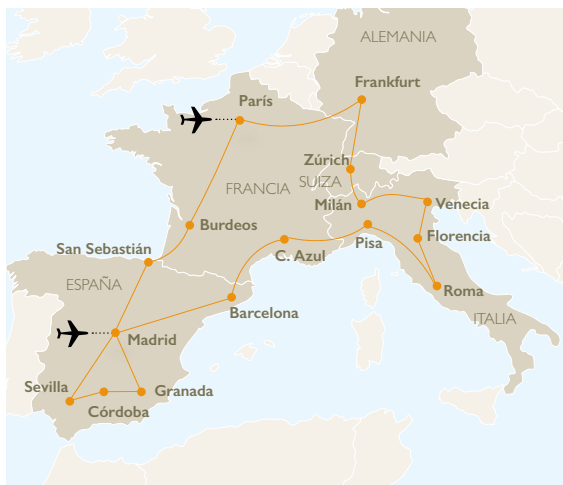 ALEMANIA
Frankfurt
París
Zúrich
SUIZA
FRANCIA
Milán
Venecia
Burdeos
Florencia
San Sebastián
Pisa
C. Azul
ESPAÑA
Roma
Barcelona
ITALIA
Madrid
Sevilla
Granada
Córdoba